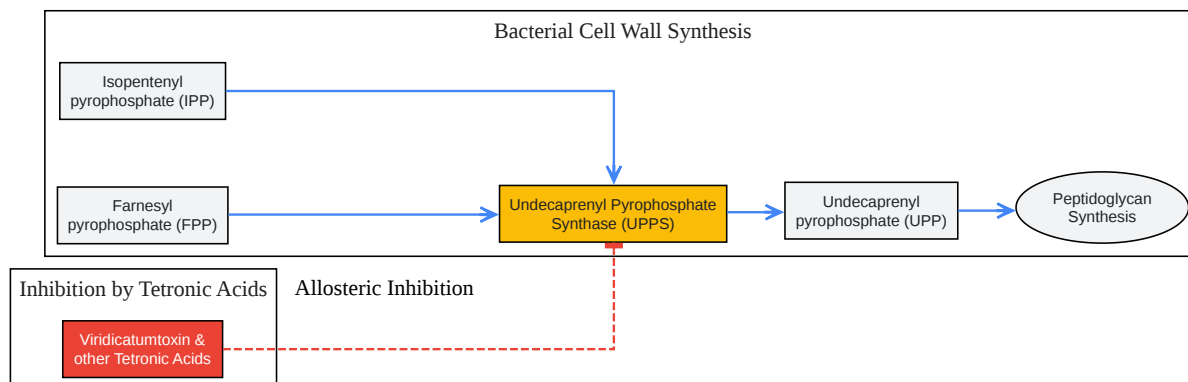 Bacterial Cell Wall Synthesis
Isopentenyl
pyrophosphate (IPP)
Farnesyl
pyrophosphate (FPP)
Undecaprenyl Pyrophosphate
Synthase (UPPS)
Undecaprenyl
pyrophosphate (UPP)
Peptidoglycan
Synthesis
Inhibition by Tetronic Acids
Allosteric Inhibition
Viridicatumtoxin &
other Tetronic Acids